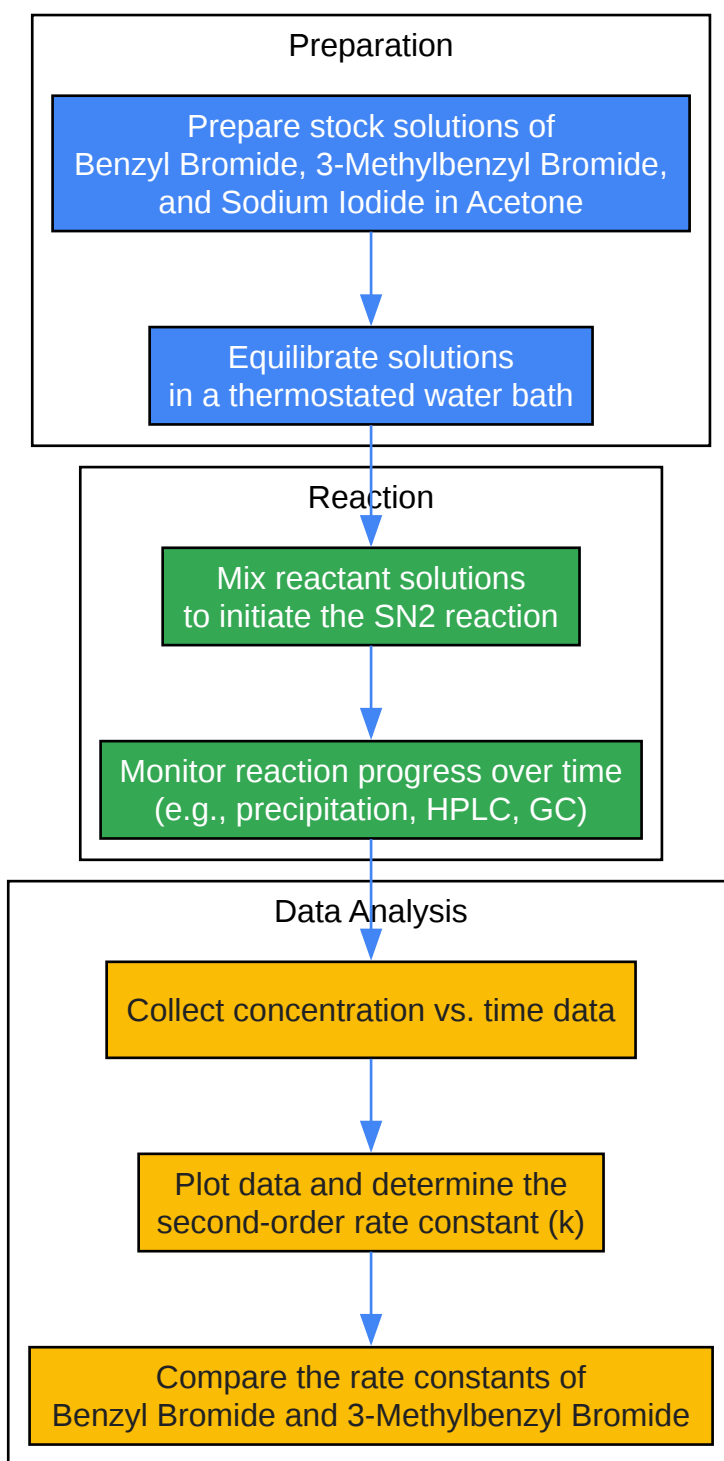 Preparation
Prepare stock solutions of
Benzyl Bromide, 3-Methylbenzyl Bromide,
and Sodium Iodide in Acetone
Equilibrate solutions
in a thermostated water bath
Reaction
Mix reactant solutions
to initiate the SN2 reaction
Monitor reaction progress over time
(e.g., precipitation, HPLC, GC)
Data Analysis
Collect concentration vs. time data
Plot data and determine the
second-order rate constant (k)
Compare the rate constants of
Benzyl Bromide and 3-Methylbenzyl Bromide